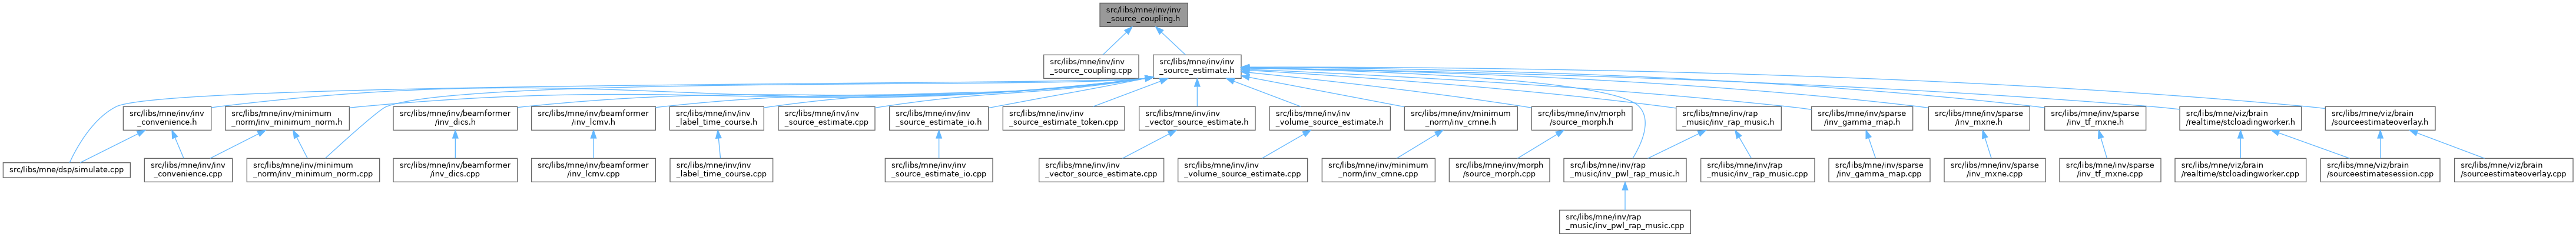 src/libs/mne/inv/inv
_source_coupling.h
src/libs/mne/inv/inv
_source_coupling.cpp
src/libs/mne/inv/inv
_source_estimate.h
src/libs/mne/inv/inv
_convenience.h
src/libs/mne/inv/minimum
_norm/inv_minimum_norm.h
src/libs/mne/inv/beamformer
/inv_dics.h
src/libs/mne/inv/beamformer
/inv_lcmv.h
src/libs/mne/inv/inv
_label_time_course.h
src/libs/mne/inv/inv
_source_estimate.cpp
src/libs/mne/inv/inv
_source_estimate_io.h
src/libs/mne/inv/inv
_source_estimate_token.cpp
src/libs/mne/inv/inv
_vector_source_estimate.h
src/libs/mne/inv/inv
_volume_source_estimate.h
src/libs/mne/inv/minimum
_norm/inv_cmne.h
src/libs/mne/inv/morph
/source_morph.h
src/libs/mne/inv/rap
_music/inv_rap_music.h
src/libs/mne/inv/sparse
/inv_gamma_map.h
src/libs/mne/inv/sparse
/inv_mxne.h
src/libs/mne/inv/sparse
/inv_tf_mxne.h
src/libs/mne/viz/brain
/realtime/stcloadingworker.h
src/libs/mne/viz/brain
/sourceestimateoverlay.h
src/libs/mne/dsp/simulate.cpp
src/libs/mne/inv/inv
_convenience.cpp
src/libs/mne/inv/minimum
_norm/inv_minimum_norm.cpp
src/libs/mne/inv/beamformer
/inv_dics.cpp
src/libs/mne/inv/beamformer
/inv_lcmv.cpp
src/libs/mne/inv/inv
_label_time_course.cpp
src/libs/mne/inv/inv
_source_estimate_io.cpp
src/libs/mne/inv/inv
_vector_source_estimate.cpp
src/libs/mne/inv/inv
_volume_source_estimate.cpp
src/libs/mne/inv/minimum
_norm/inv_cmne.cpp
src/libs/mne/inv/morph
/source_morph.cpp
src/libs/mne/inv/rap
_music/inv_pwl_rap_music.h
src/libs/mne/inv/rap
_music/inv_rap_music.cpp
src/libs/mne/inv/sparse
/inv_gamma_map.cpp
src/libs/mne/inv/sparse
/inv_mxne.cpp
src/libs/mne/inv/sparse
/inv_tf_mxne.cpp
src/libs/mne/viz/brain
/realtime/stcloadingworker.cpp
src/libs/mne/viz/brain
/sourceestimatesession.cpp
src/libs/mne/viz/brain
/sourceestimateoverlay.cpp
src/libs/mne/inv/rap
_music/inv_pwl_rap_music.cpp